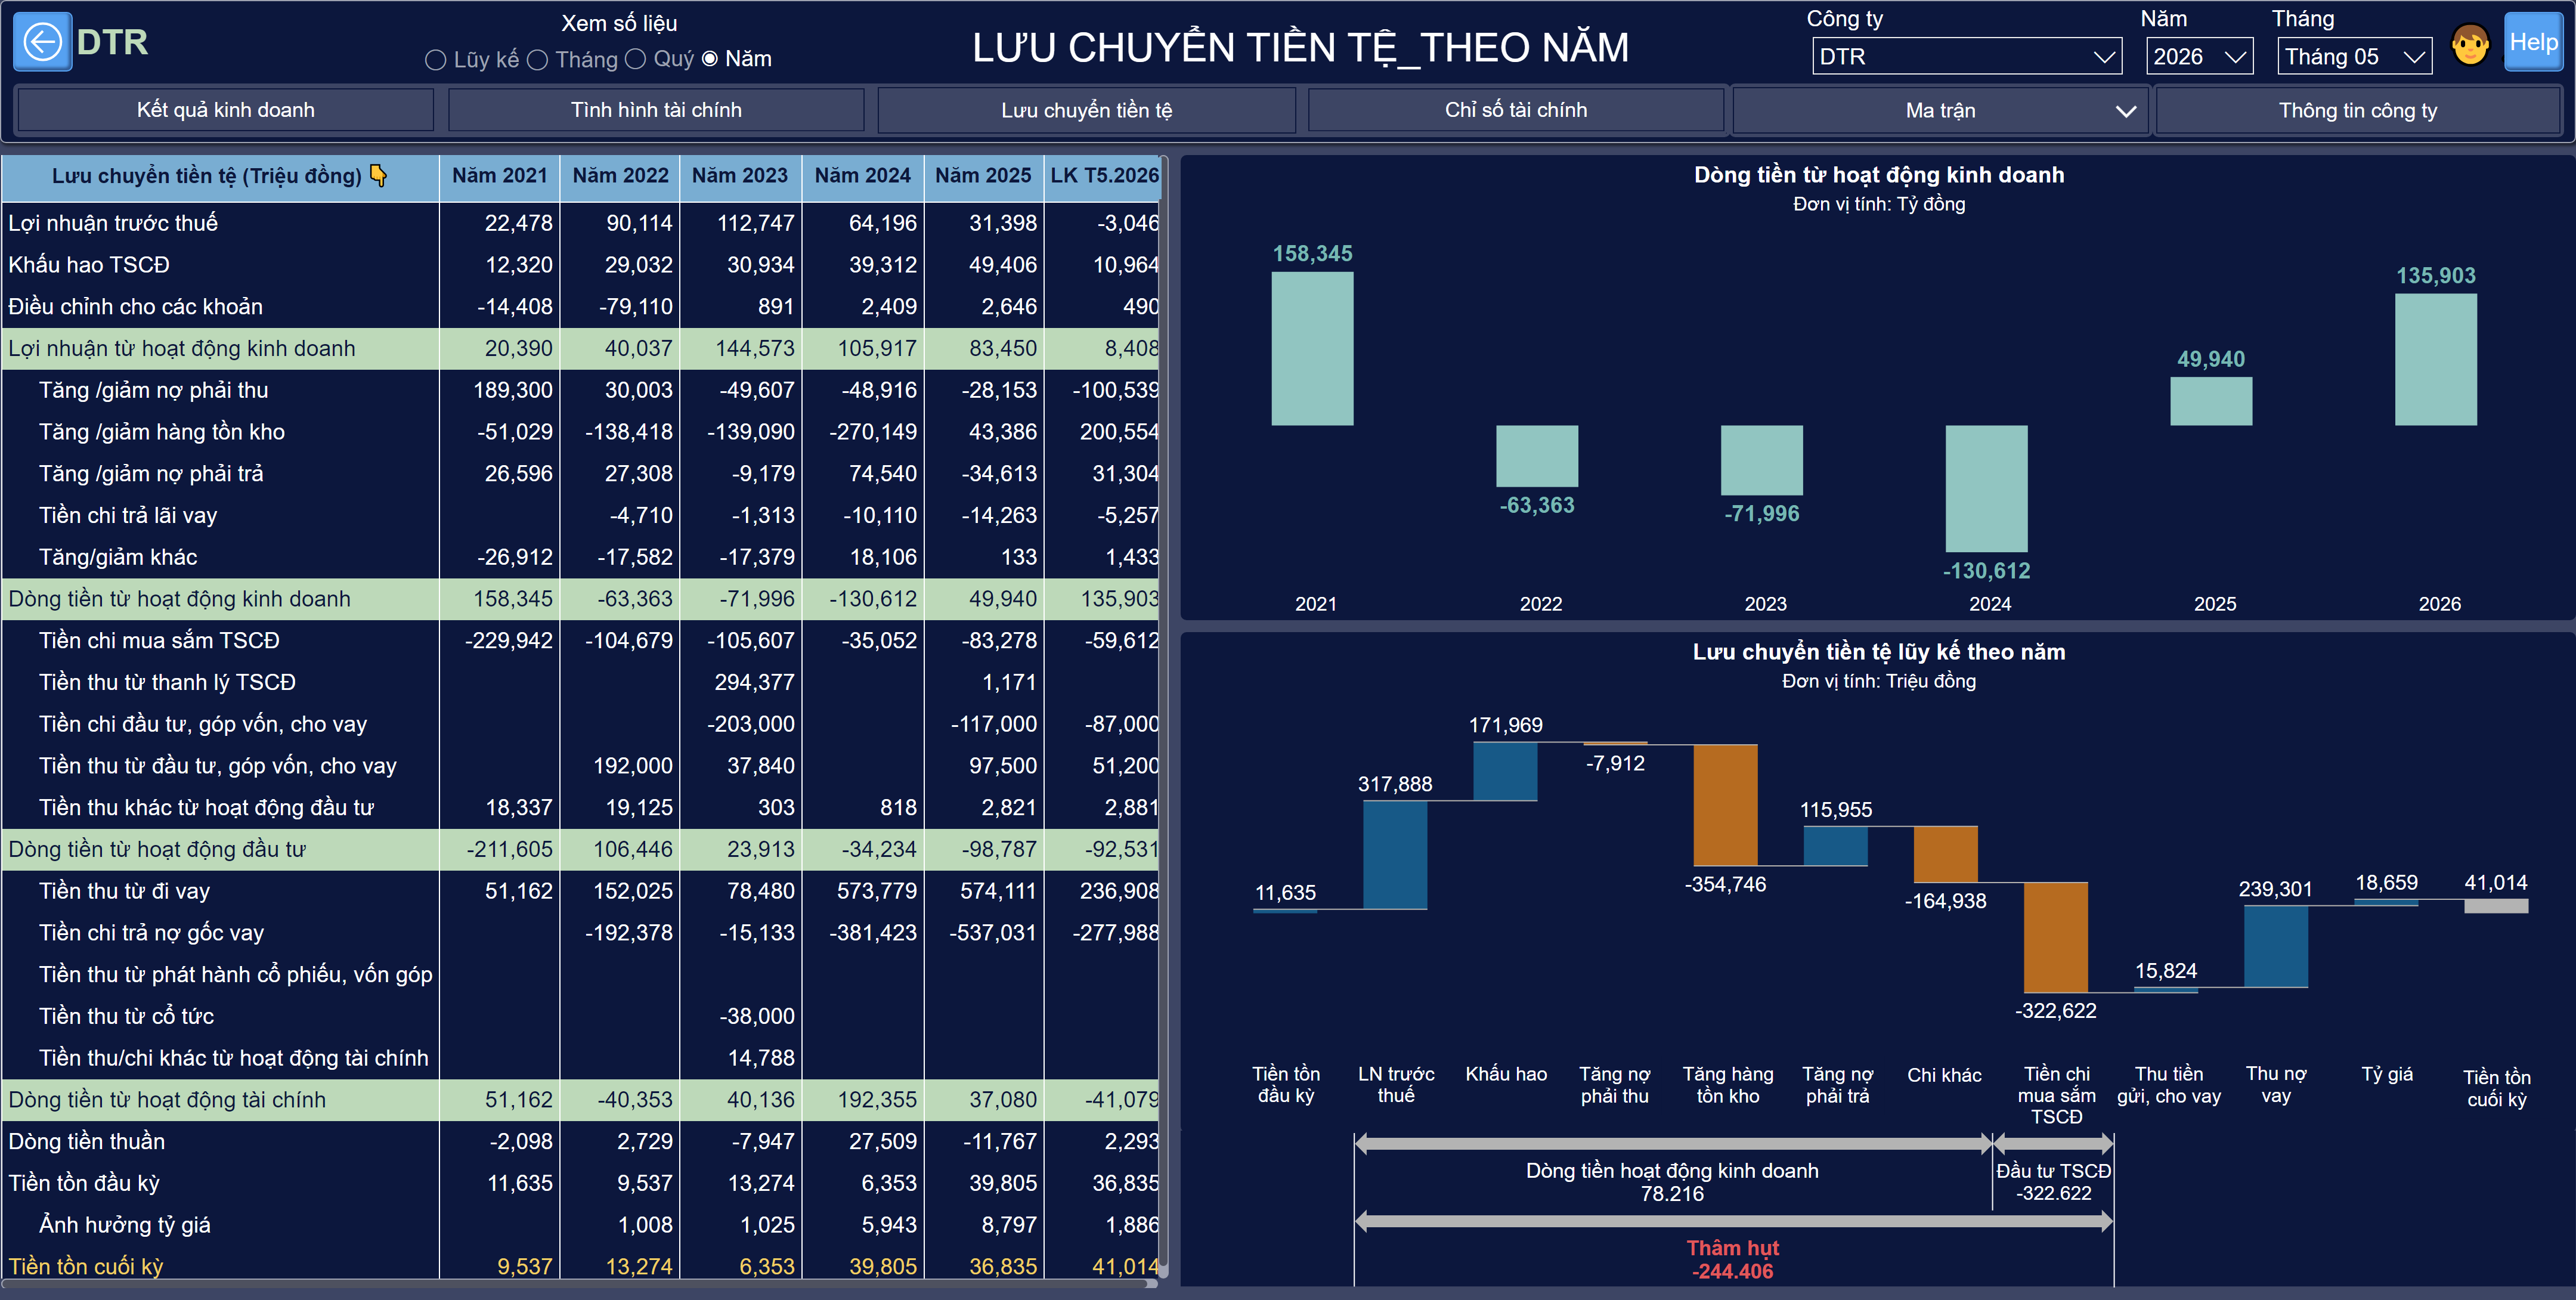 DTR
Xem số liệu
Lũy kế Tháng Quý Năm
LƯU CHUYỂN TIỀN TỆ_THEO NĂM
Công ty Năm Tháng
DTR 2026 Tháng 05
Help
Kết quả kinh doanh Tình hình tài chính Lưu chuyển tiền tệ Chỉ số tài chính Ma trận Thông tin công ty
Lưu chuyển tiền tệ (Triệu đồng) Năm 2021 Năm 2022 Năm 2023 Năm 2024 Năm 2025 LK T5.2026
Lợi nhuận trước thuế 22,478 90,114 112,747 64,196 31,398 -3,046
Khấu hao TSCĐ 12,320 29,032 30,934 39,312 49,406 10,964
Điều chỉnh cho các khoản -14,408 -79,110 891 2,409 2,646 490
Lợi nhuận từ hoạt động kinh doanh 20,390 40,037 144,573 105,917 83,450 8,408
Tăng /giảm nợ phải thu 189,300 30,003 -49,607 -48,916 -28,153 -100,539
Tăng /giảm hàng tồn kho -51,029 -138,418 -139,090 -270,149 43,386 200,554
Tăng /giảm nợ phải trả 26,596 27,308 -9,179 74,540 -34,613 31,304
Tiền chi trả lãi vay -4,710 -1,313 -10,110 -14,263 -5,257
Tăng/giảm khác -26,912 -17,582 -17,379 18,106 133 1,433
Dòng tiền từ hoạt động kinh doanh 158,345 -63,363 -71,996 -130,612 49,940 135,903
Tiền chi mua sắm TSCĐ -229,942 -104,679 -105,607 -35,052 -83,278 -59,612
Tiền thu từ thanh lý TSCĐ 294,377 1,171
Tiền chi đầu tư, góp vốn, cho vay -203,000 -117,000 -87,000
Tiền thu từ đầu tư, góp vốn, cho vay 192,000 37,840 97,500 51,200
Tiền thu khác từ hoạt động đầu tư 18,337 19,125 303 818 2,821 2,881
Dòng tiền từ hoạt động đầu tư -211,605 106,446 23,913 -34,234 -98,787 -92,531
Tiền thu từ đi vay 51,162 152,025 78,480 573,779 574,111 236,908
Tiền chi trả nợ gốc vay -192,378 -15,133 -381,423 -537,031 -277,988
Tiền thu từ phát hành cổ phiếu, vốn góp
Tiền thu từ cổ tức -38,000
Tiền thu/chi khác từ hoạt động tài chính 14,788
Dòng tiền từ hoạt động tài chính 51,162 -40,353 40,136 192,355 37,080 -41,079
Dòng tiền thuần -2,098 2,729 -7,947 27,509 -11,767 2,293
Tiền tồn đầu kỳ 11,635 9,537 13,274 6,353 39,805 36,835
Ảnh hưởng tỷ giá 1,008 1,025 5,943 8,797 1,886
Tiền tồn cuối kỳ 9,537 13,274 6,353 39,805 36,835 41,014
Dòng tiền từ hoạt động kinh doanh
Đơn vị tính: Tỷ đồng
158,345 -63,363 -71,996 -130,612 49,940 135,903
2021 2022 2023 2024 2025 2026
Lưu chuyển tiền tệ lũy kế theo năm
Đơn vị tính: Triệu đồng
11,635 317,888 171,969 -7,912 -354,746 115,955 -164,938 -322,622 15,824 239,301 18,659 41,014
Tiền tồn LN trước Khấu hao Tăng nợ Tăng hàng Tăng nợ Chi khác Tiền chi Thu tiền Thu nợ Tỷ giá Tiền tồn
đầu kỳ thuế phải thu tồn kho phải trả mua sắm gửi, cho vay vay cuối kỳ
TSCĐ
Dòng tiền hoạt động kinh doanh Đầu tư TSCĐ
78.216 -322.622
Thâm hụt
-244.406